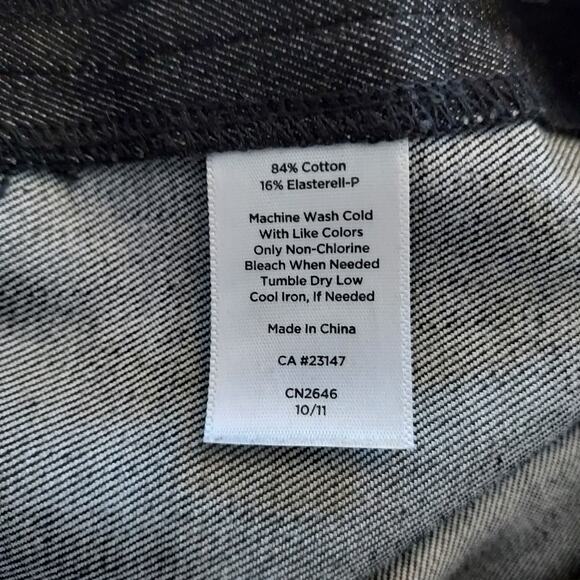 84% Cotton
16% Elasterell-P
Machine Wash Cold
With Like Colors
Only Non-Chlorine
Bleach When Needed
Tumble Dry Low
Cool Iron, If Needed
Made In China
CA #23147
CN2646
10/11